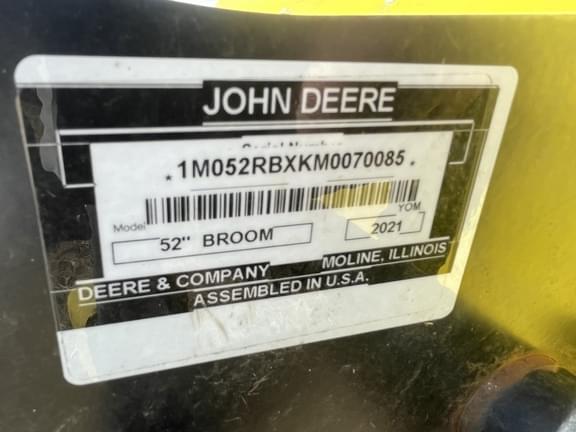 JOHN DEERE
Serial Number
*1M052RBXKM0070085*
Model
YOM
52" BROOM
2021
DEERE & COMPANY MOLINE, ILLINOIS
ASSEMBLED IN U.S.A.